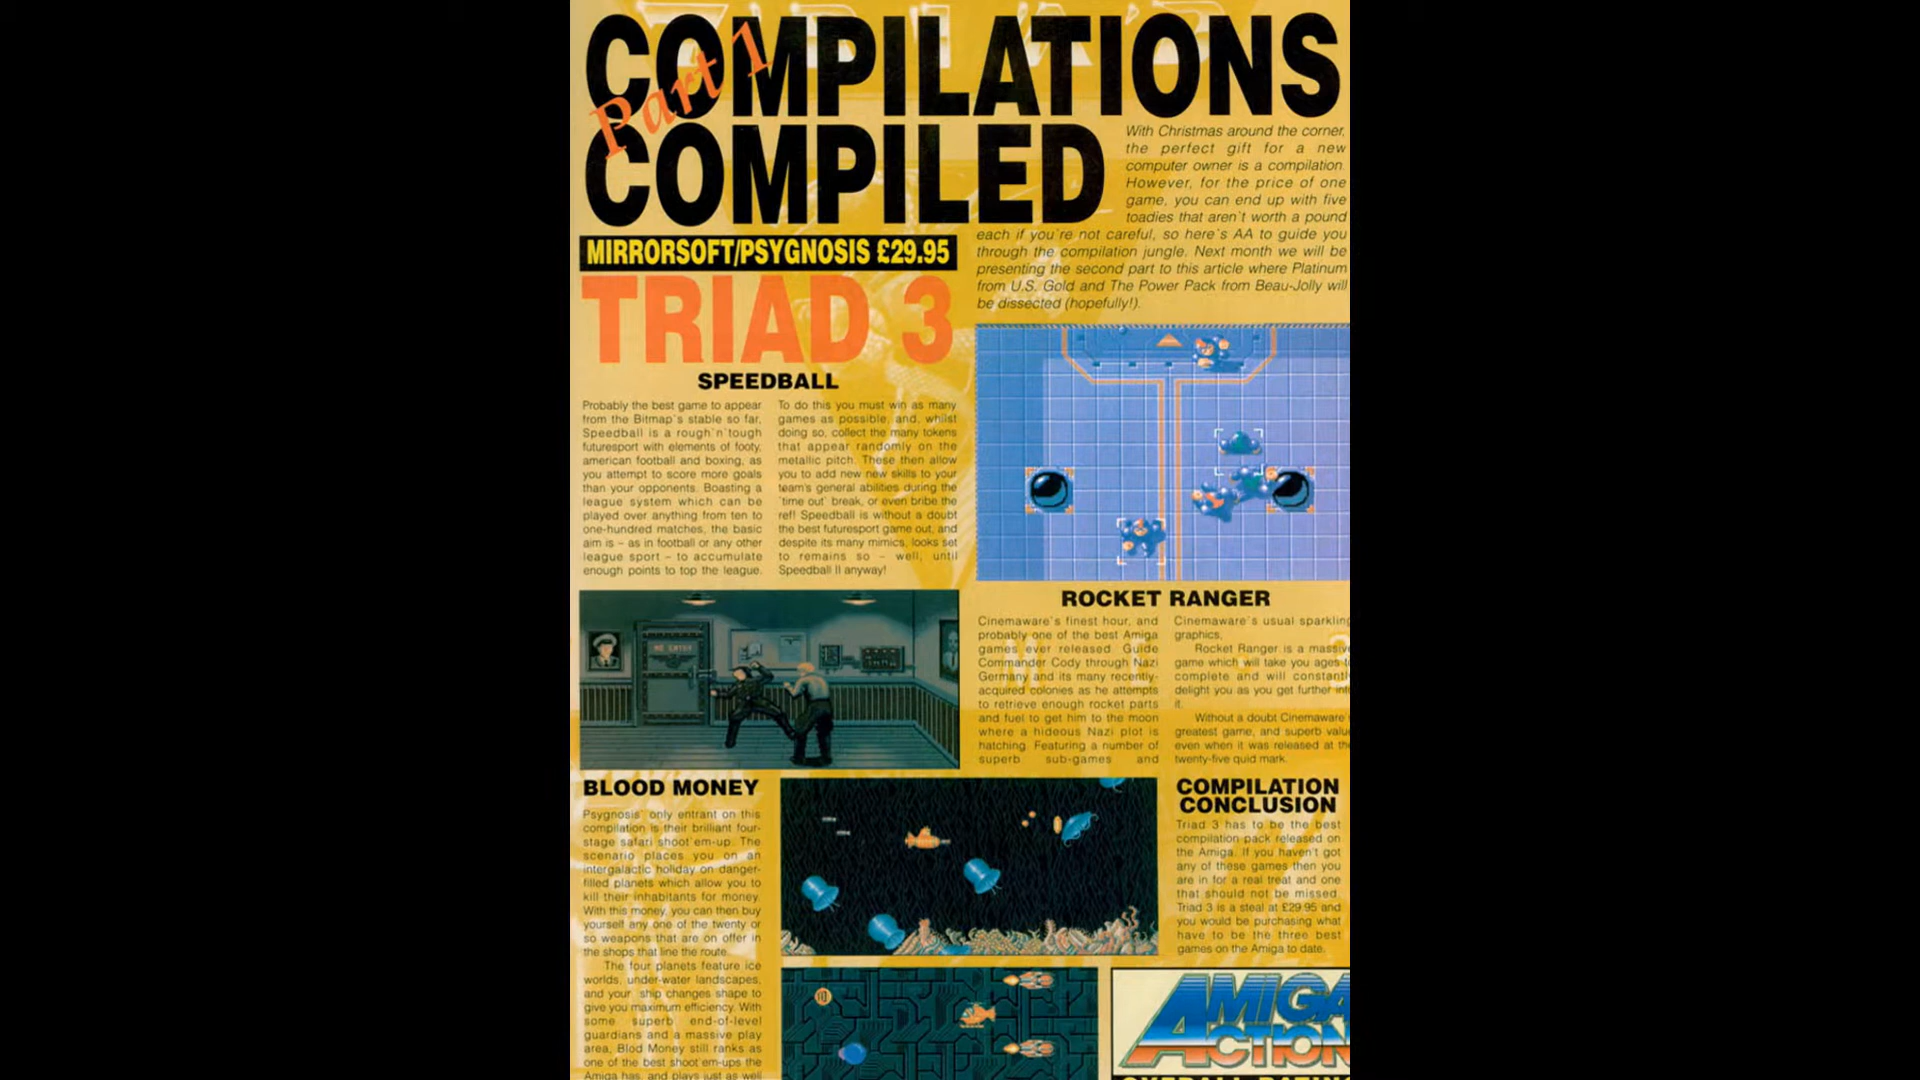 COMPILATIONS
Part 1
COMPILED
With Christmas around the corner,
the perfect gift for a new
computer owner is a compilation.
However, for the price of one
game, you can end up with five
toadies that aren't worth a pound
each if you're not careful, so here's AA to guide you
through the compilation jungle. Next month we will be
presenting the second part to this article where Platinum
from U.S. Gold and The Power Pack from Beau-Jolly will
be dissected (hopefully!).
MIRRORSOFT/PSYGNOSIS £29.95
TRIAD 3
SPEEDBALL
Probably the best game to appear
from the Bitmap's stable so far,
Speedball is a rough'n'tough
futuresport with elements of footy,
american football and boxing, as
you attempt to score more goals
than your opponents. Boasting a
league system which can be
played over anything from ten to
one-hundred matches, the basic
aim is – as in football or any other
league sport – to accumulate
enough points to top the league.
To do this you must win as many
games as possible, and, whilst
doing so, collect the many tokens
that appear randomly on the
metallic pitch. These then allow
you to add new new skills to your
team's general abilities during the
'time out' break, or even bribe the
ref! Speedball is without a doubt
the best futuresport game out, and
despite its many mimics, looks set
to remains so – well, until
Speedball II anyway!
NO ENTRY
ROCKET RANGER
Cinemaware's finest hour, and
probably one of the best Amiga
games ever released. Guide
Commander Cody through Nazi
Germany and its many recently-
acquired colonies as he attempts
to retrieve enough rocket parts
and fuel to get him to the moon
where a hideous Nazi plot is
hatching. Featuring a number of
superb sub-games and
Cinemaware's usual sparkling
graphics,
Rocket Ranger is a massive
game which will take you ages to
complete and will constantly
delight you as you get further into
it.
Without a doubt Cinemaware's
greatest game, and superb value
even when it was released at the
twenty-five quid mark.
BLOOD MONEY
Psygnosis' only entrant on this
compilation is their brilliant four-
stage safari shoot'em-up. The
scenario places you on an
intergalactic holiday on danger-
filled planets which allow you to
kill their inhabitants for money.
With this money, you can then buy
yourself any one of the twenty or
so weapons that are on offer in
the shops that line the route.
The four planets feature ice
worlds, under-water landscapes,
and your ship changes shape to
give you maximum efficiency. With
some superb end-of-level
guardians and a massive play
area, Blod Money still ranks as
one of the best shoot'em-ups the
Amiga has, and plays just as well
COMPILATION
CONCLUSION
Triad 3 has to be the best
compilation pack released on
the Amiga. If you haven't got
any of these games then you
are in for a real treat and one
that should not be missed.
Triad 3 is a steal at £29.95 and
you would be purchasing what
have to be the three best
games on the Amiga to date.
AMIGA
ACTION